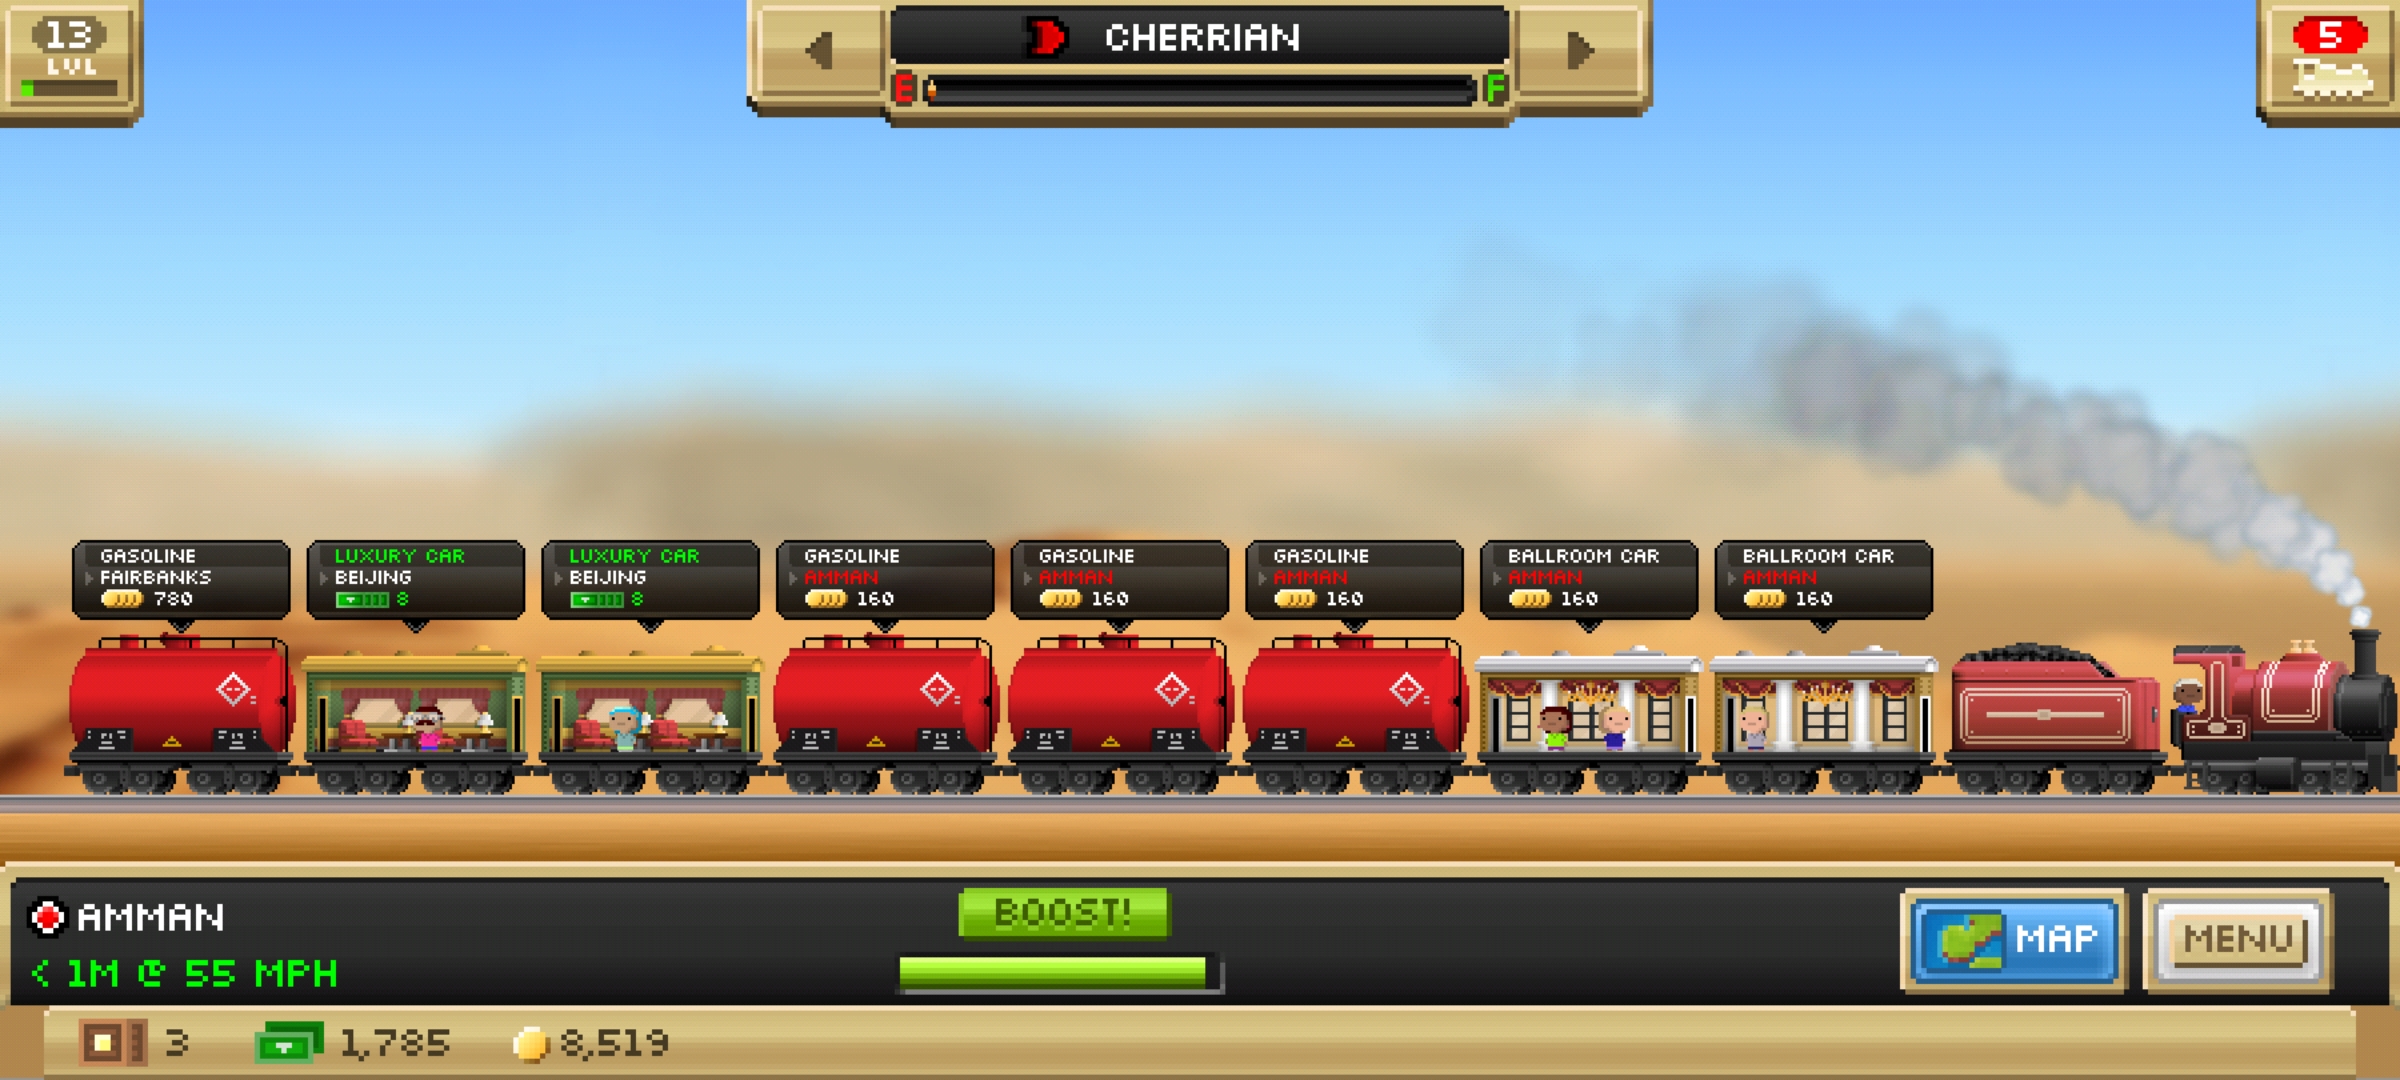 13
LVL
CHERRIAN
E F
5
GASOLINE
FAIRBANKS
780
LUXURY CAR
BEIJING
8
LUXURY CAR
BEIJING
8
GASOLINE
AMMAN
160
GASOLINE
AMMAN
160
GASOLINE
AMMAN
160
BALLROOM CAR
AMMAN
160
BALLROOM CAR
AMMAN
160
AMMAN
< 1M @ 55 MPH
BOOST!
MAP
MENU
3 1,785 8,519